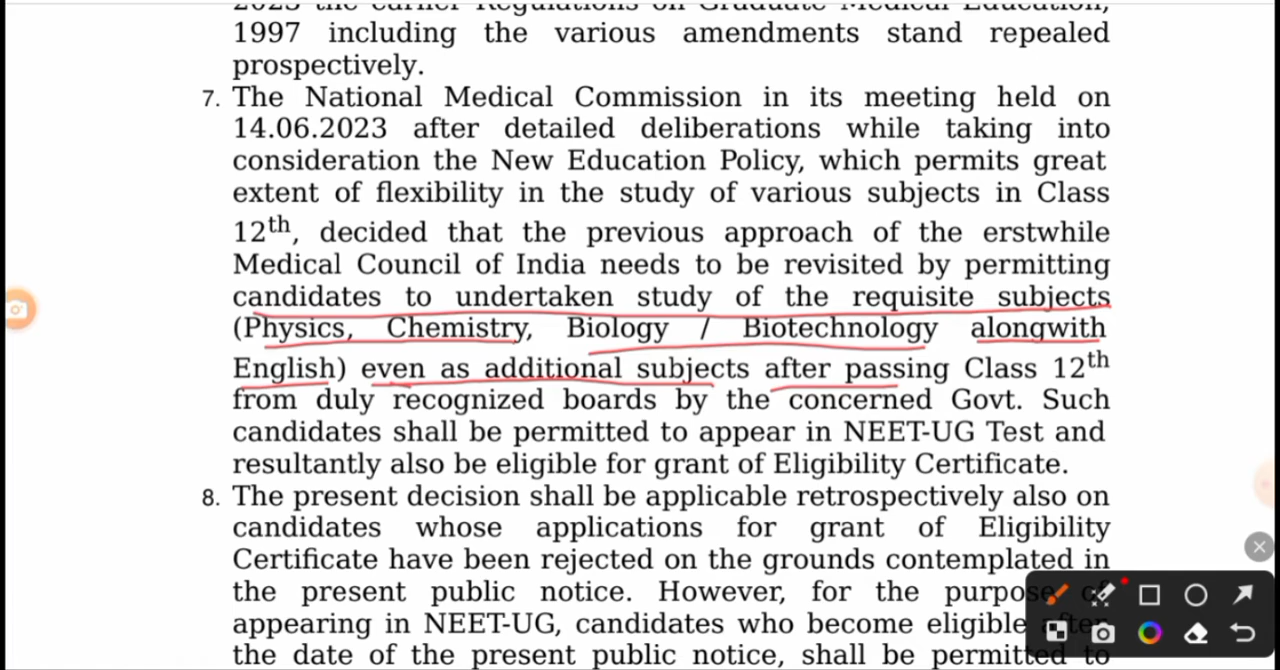 2023 the earlier Regulations on Graduate Medical Education,
1997 including the various amendments stand repealed
prospectively.
7. The National Medical Commission in its meeting held on
14.06.2023 after detailed deliberations while taking into
consideration the New Education Policy, which permits great
extent of flexibility in the study of various subjects in Class
12th, decided that the previous approach of the erstwhile
Medical Council of India needs to be revisited by permitting
candidates to undertaken study of the requisite subjects
(Physics, Chemistry, Biology / Biotechnology alongwith
English) even as additional subjects after passing Class 12th
from duly recognized boards by the concerned Govt. Such
candidates shall be permitted to appear in NEET-UG Test and
resultantly also be eligible for grant of Eligibility Certificate.
8. The present decision shall be applicable retrospectively also on
candidates whose applications for grant of Eligibility
Certificate have been rejected on the grounds contemplated in
the present public notice. However, for the purpose of
appearing in NEET-UG, candidates who become eligible after
the date of the present public notice, shall be permitted to